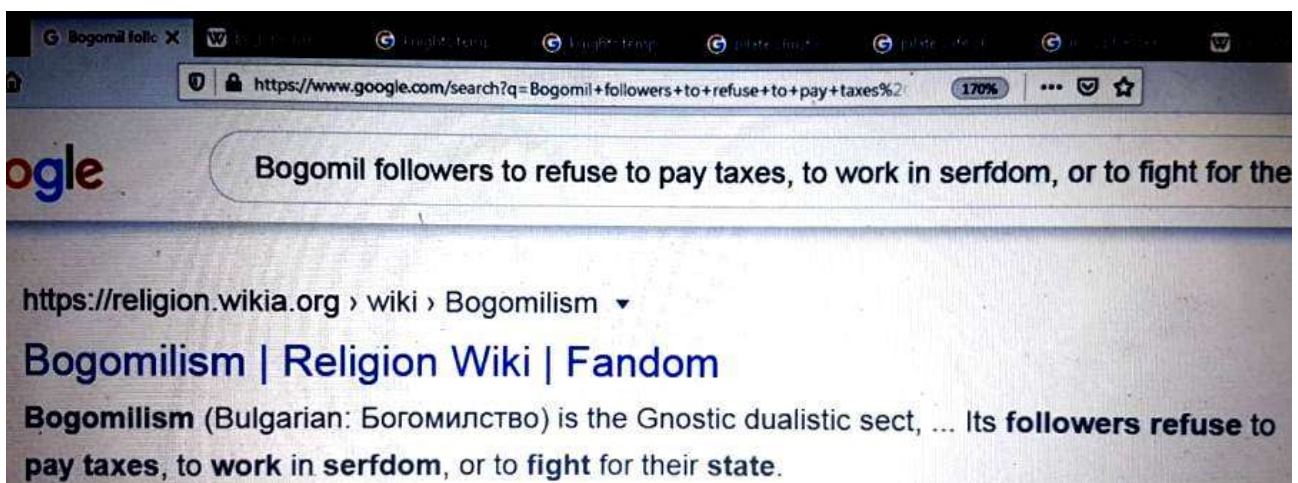 Bogomil follo
https://www.google.com/search?q=Bogomil+followers+to+refuse+to+pay+taxes%2
170%
ogle
Bogomil followers to refuse to pay taxes, to work in serfdom, or to fight for the
https://religion.wikia.org › wiki › Bogomilism
Bogomilism | Religion Wiki | Fandom
Bogomilism (Bulgarian: Богомилство) is the Gnostic dualistic sect, ... Its followers refuse to
pay taxes, to work in serfdom, or to fight for their state.